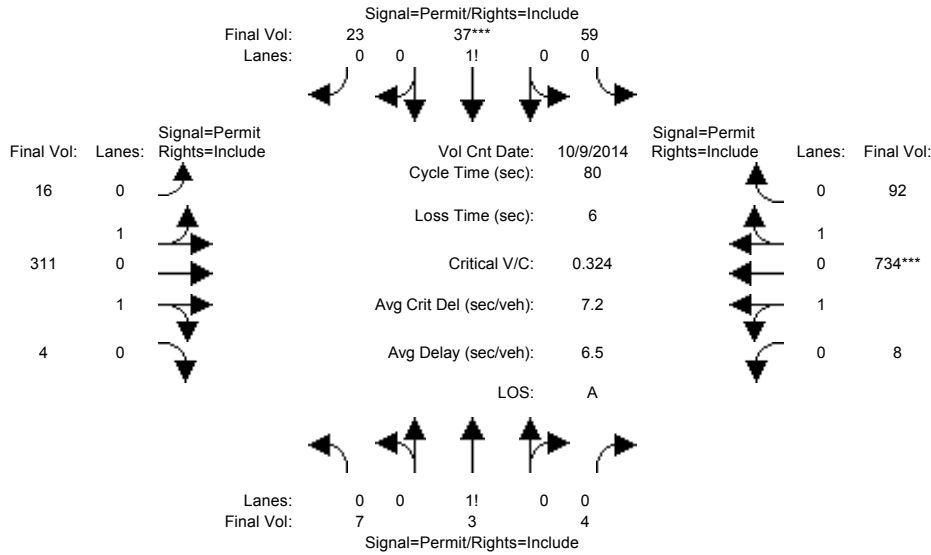 Signal=Permit/Rights=Include
Final Vol: 23 37*** 59
Lanes: 0 0 1! 0 0
Signal=Permit Signal=Permit
Final Vol: Lanes: Rights=Include Vol Cnt Date: 10/9/2014 Rights=Include Lanes: Final Vol:
Cycle Time (sec): 80
16 0 0 92
Loss Time (sec): 6
1 1
311 0 Critical V/C: 0.324 0 734***
1 Avg Crit Del (sec/veh): 7.2 1
4 0 Avg Delay (sec/veh): 6.5 0 8
LOS: A
Lanes: 0 0 1! 0 0
Final Vol: 7 3 4
Signal=Permit/Rights=Include